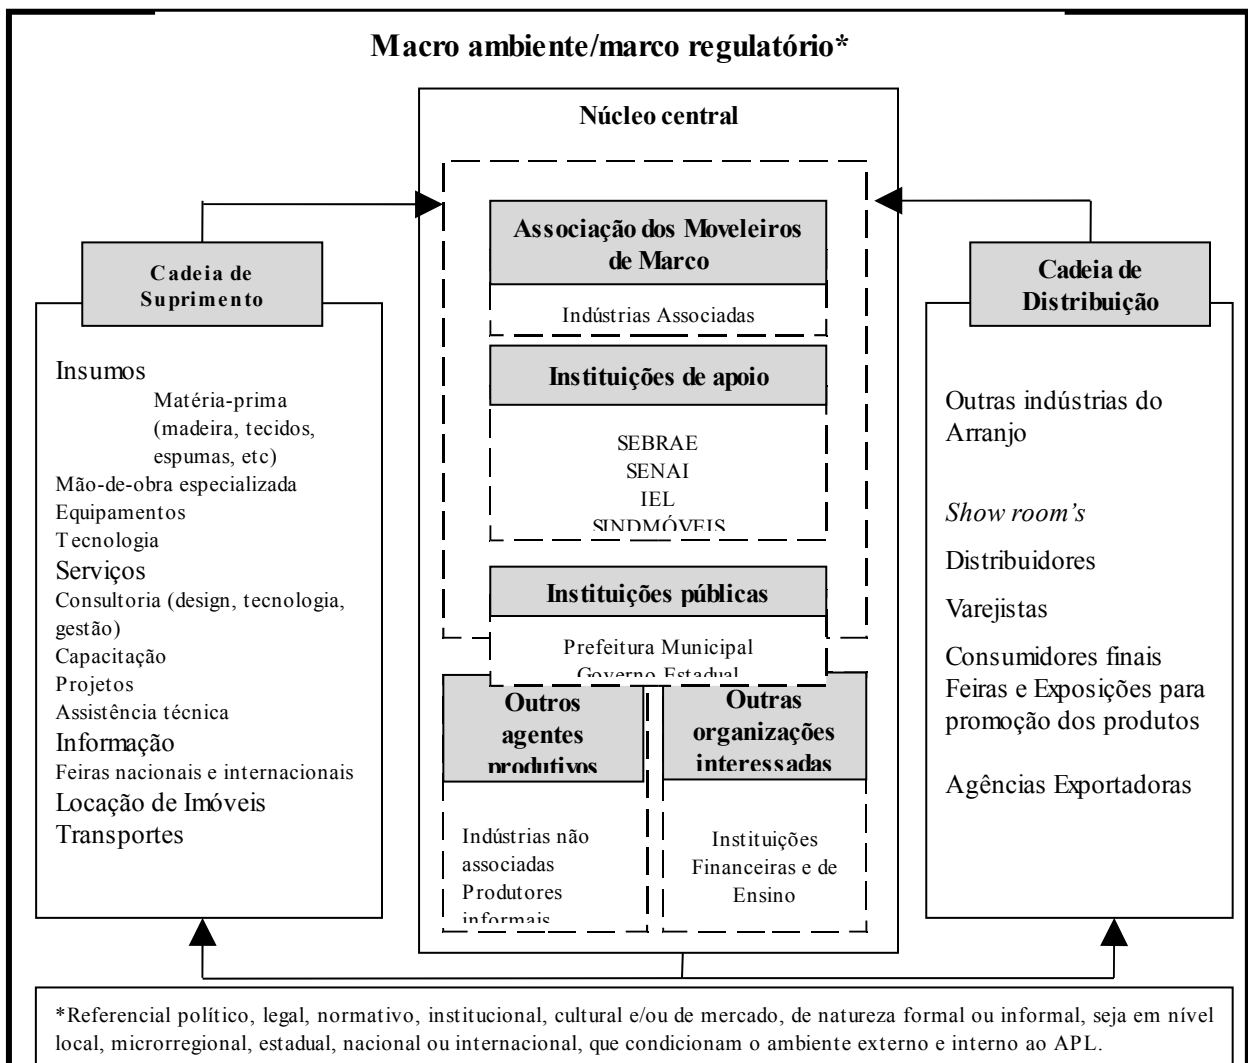 Macro ambiente/marco regulatório*
Núcleo central
Associação dos Moveleiros
de Marco
Indústrias Associadas
Instituições de apoio
SEBRAE
SENAI
IEL
SINDMÓVEIS
Instituições públicas
Prefeitura Municipal
Governo Estadual
Outros
agentes
produtivos
Indústrias não
associadas
Produtores
informais
Outras
organizações
interessadas
Instituições
Financeiras e de
Ensino
Cadeia de
Suprimento
Insumos
Matéria-prima
(madeira, tecidos,
espumas, etc)
Mão-de-obra especializada
Equipamentos
Tecnologia
Serviços
Consultoria (design, tecnologia,
gestão)
Capacitação
Projetos
Assistência técnica
Informação
Feiras nacionais e internacionais
Locação de Imóveis
Transportes
Cadeia de
Distribuição
Outras indústrias do
Arranjo
Show room's
Distribuidores
Varejistas
Consumidores finais
Feiras e Exposições para
promoção dos produtos
Agências Exportadoras
*Referencial político, legal, normativo, institucional, cultural e/ou de mercado, de natureza formal ou informal, seja em nível
local, microrregional, estadual, nacional ou internacional, que condicionam o ambiente externo e interno ao APL.